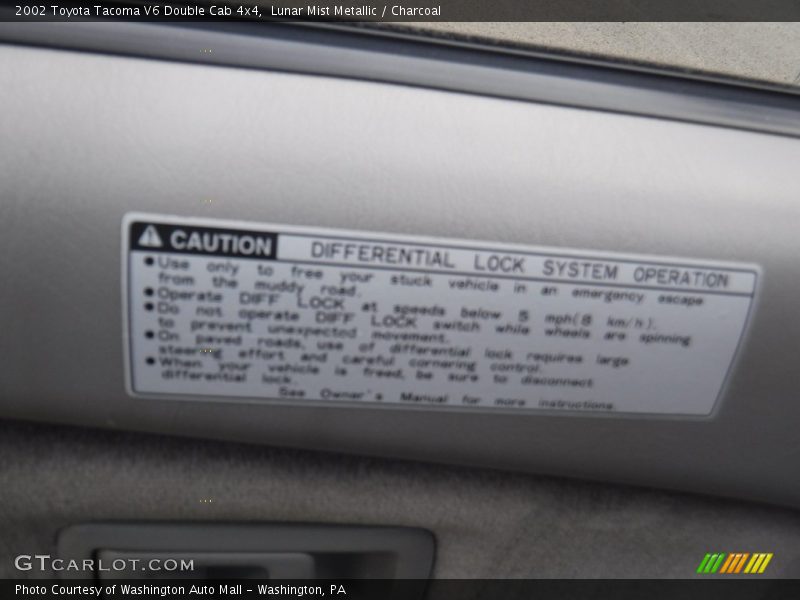 2002 Toyota Tacoma V6 Double Cab 4x4,  Lunar Mist Metallic / Charcoal
CAUTION DIFFERENTIAL LOCK SYSTEM OPERATION
●Use only to free your stuck vehicle in an emergency escape
from the muddy road.
●Operate DIFF LOCK at speeds below 5 mph(8 km/h).
●Do not operate DIFF LOCK switch while wheels are spinning
to prevent unexpected movement.
●On paved roads, use of differential lock requires large
steering effort and careful cornering control.
●When your vehicle is freed, be sure to disconnect
differential lock.
See Owner's Manual for more instructions
GTCARLOT.COM
Photo Courtesy of Washington Auto Mall – Washington, PA